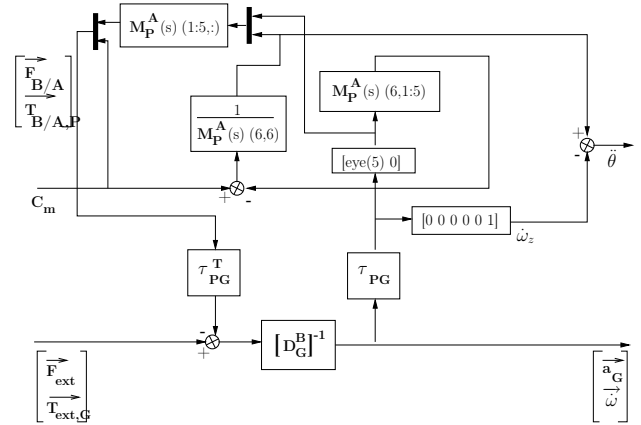 M_P^A(s) (1:5,:)
F_B/A
T_B/A,P
1
M_P^A(s) (6,6)
M_P^A(s) (6,1:5)
[eye(5) 0]
+
-
θ̈
C_m
+
-
[0 0 0 0 0 1]
ω̇_z
τ_PG^T
τ_PG
-
+
[D_G^B]^-1
F_ext
T_ext,G
a_G
ω̇